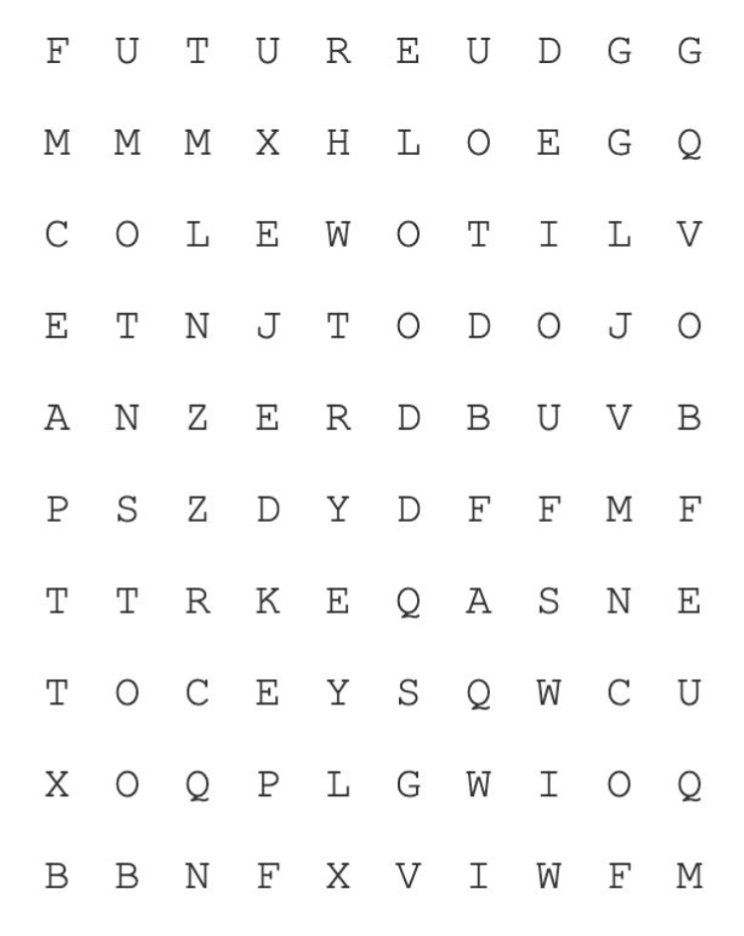 F U T U R E U D G G
M M M X H L O E G Q
C O L E W O T I L V
E T N J T O D O J O
A N Z E R D B U V B
P S Z D Y D F F M F
T T R K E Q A S N E
T O C E Y S Q W C U
X O Q P L G W I O Q
B B N F X V I W F M